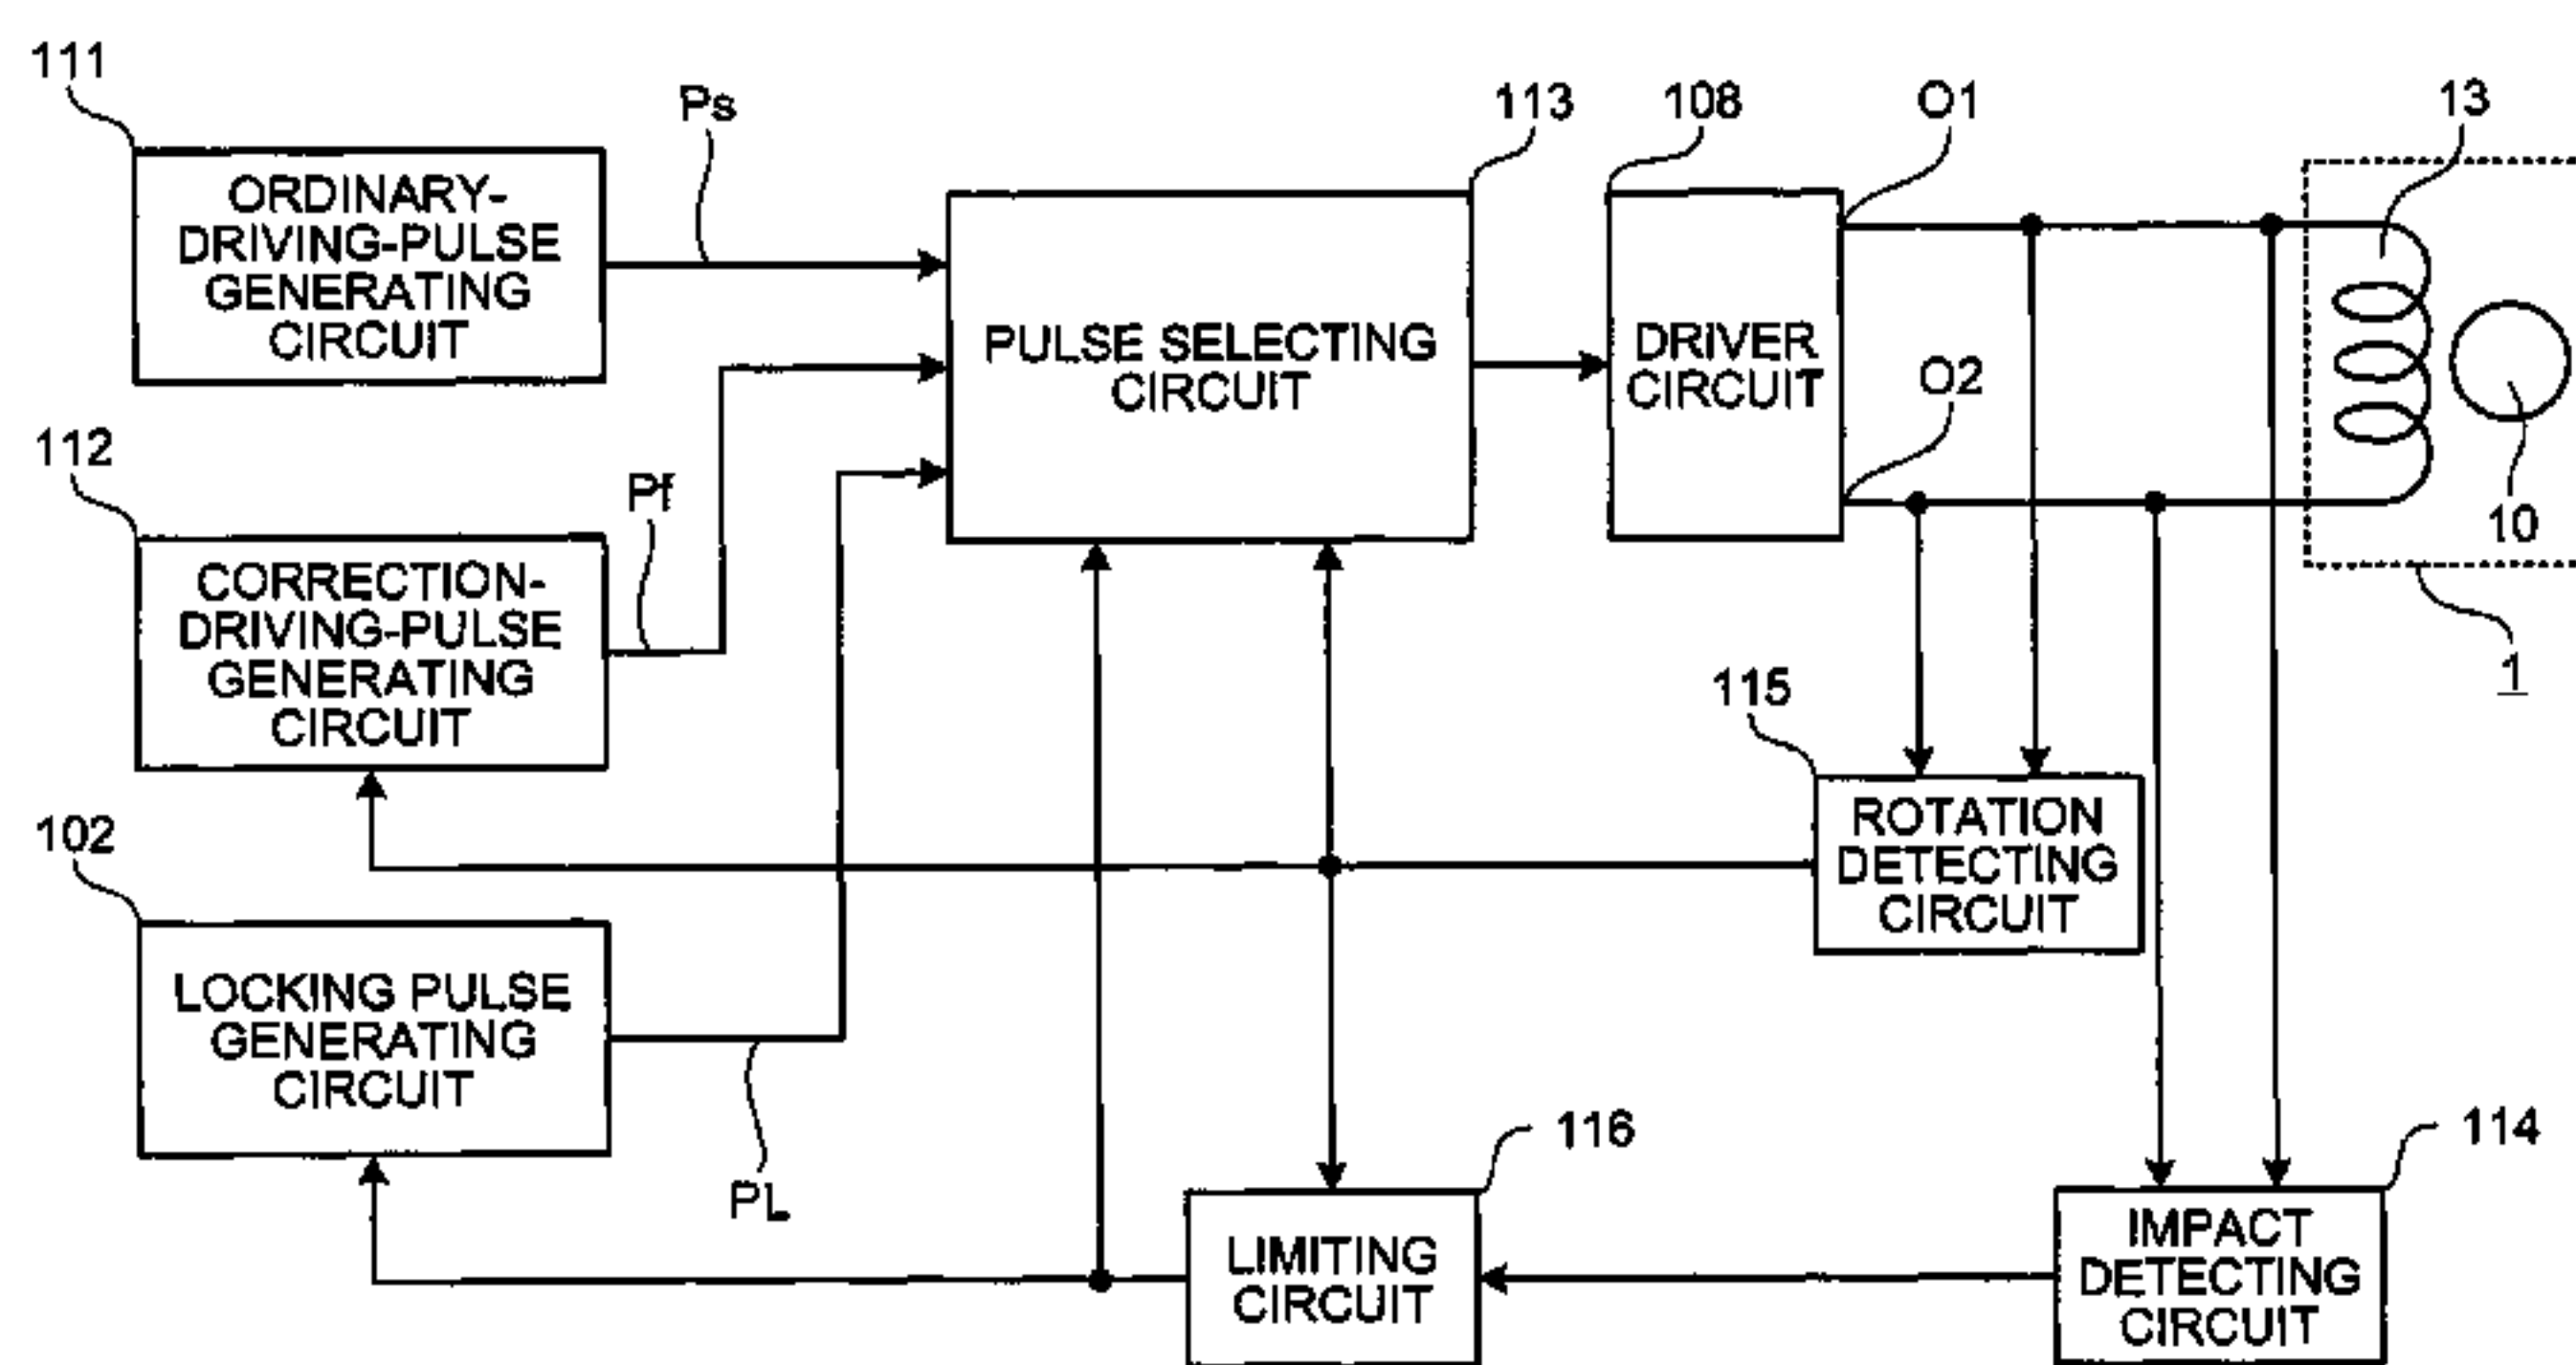 111
Ps
113
108
O1
13
ORDINARY-
DRIVING-PULSE
GENERATING
CIRCUIT
PULSE SELECTING
CIRCUIT
DRIVER
CIRCUIT
O2
10
112
Pf
CORRECTION-
DRIVING-PULSE
GENERATING
CIRCUIT
1
115
ROTATION
DETECTING
CIRCUIT
102
LOCKING PULSE
GENERATING
CIRCUIT
PL
116
114
LIMITING
CIRCUIT
IMPACT
DETECTING
CIRCUIT